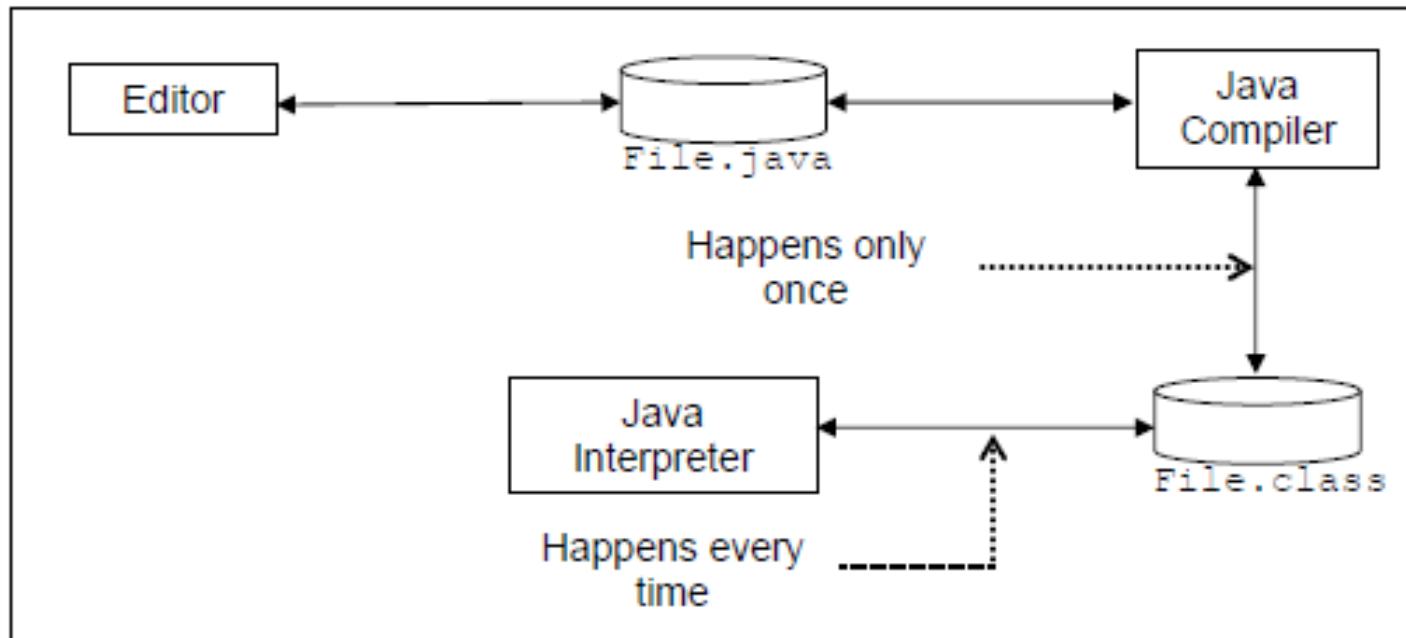 Editor
File.java
Java
Compiler
Happens only
once
Java
Interpreter
File.class
Happens every
time